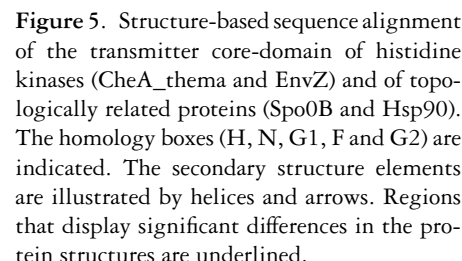 Figure 5. Structure-based sequence alignment
of the transmitter core-domain of histidine
kinases (CheA_thema and EnvZ) and of topo-
logically related proteins (Spo0B and Hsp90).
The homology boxes (H, N, G1, F and G2) are
indicated. The secondary structure elements
are illustrated by helices and arrows. Regions
that display significant differences in the pro-
tein structures are underlined.